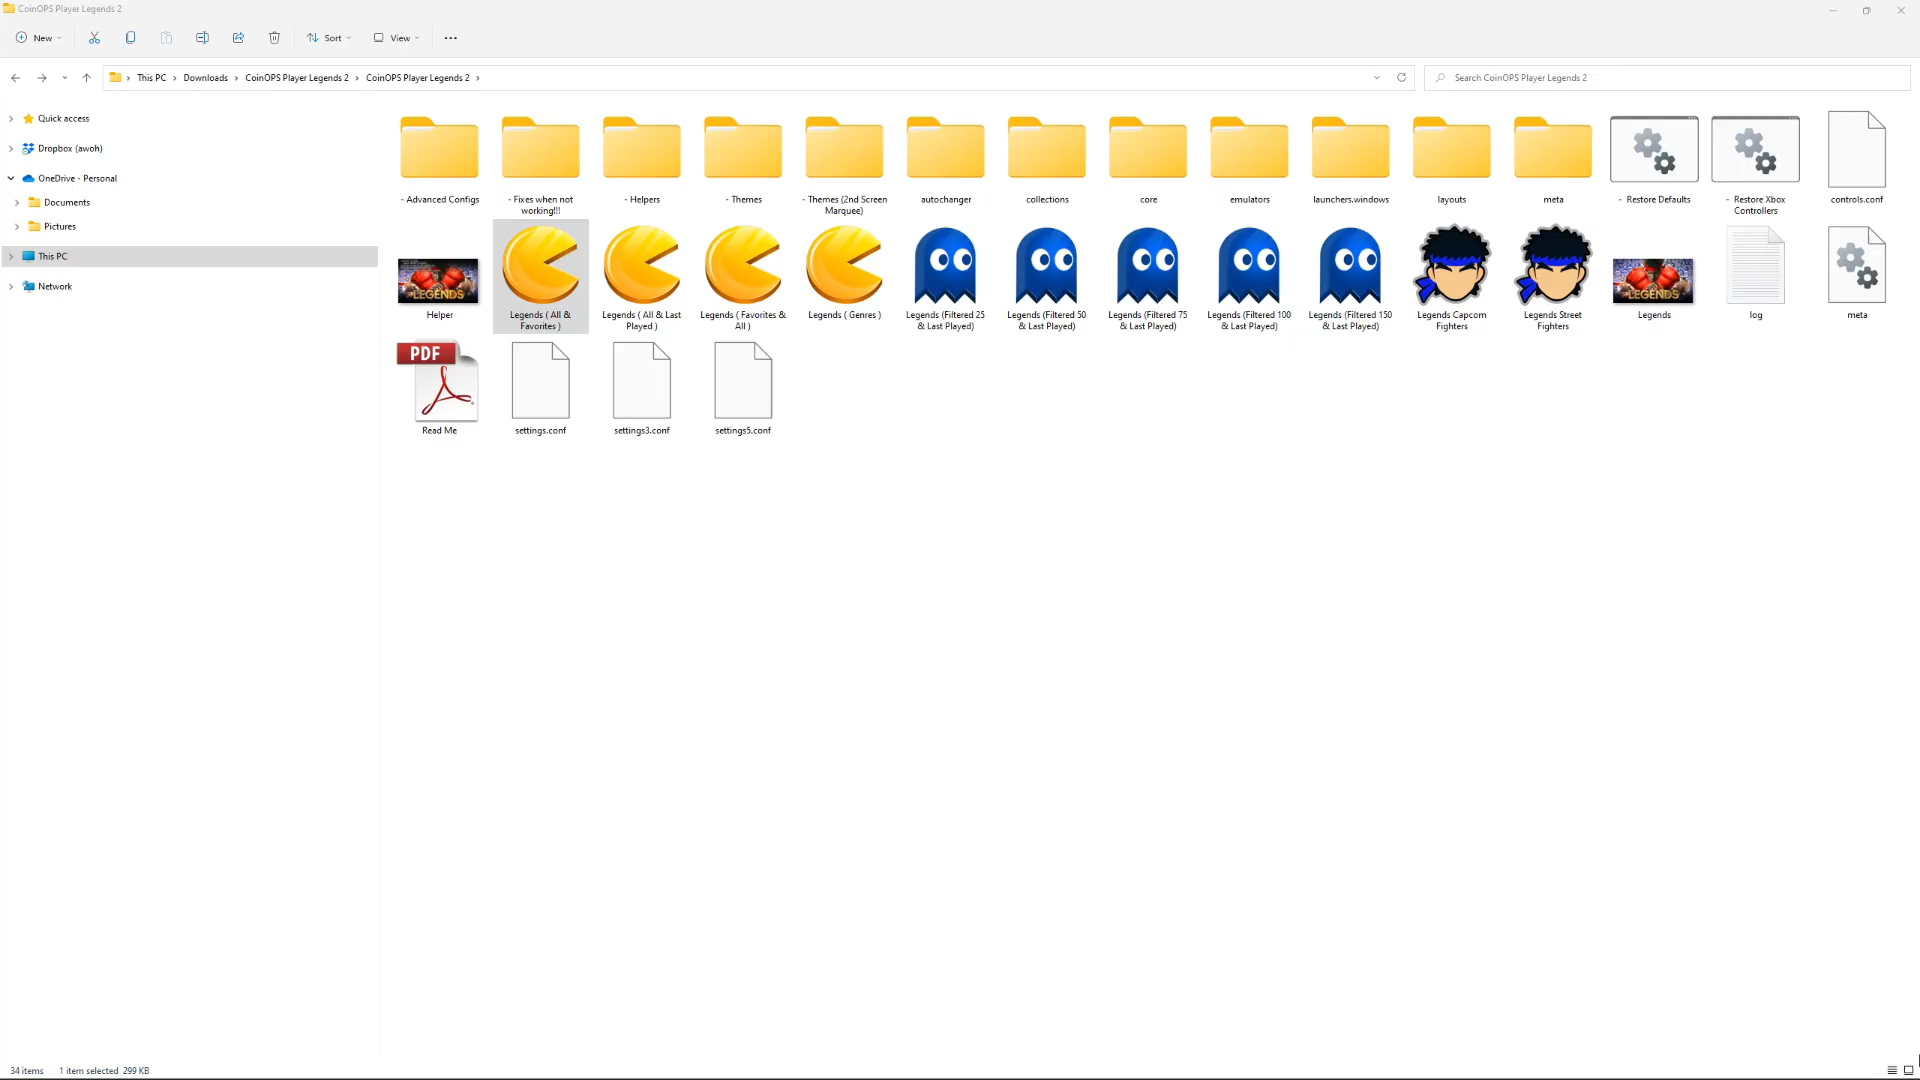 CoinOPS Player Legends 2
New
Sort
View
This PC
Downloads
CoinOPS Player Legends 2
CoinOPS Player Legends 2
Search CoinOPS Player Legends 2
Quick access
Dropbox (awoh)
OneDrive - Personal
Documents
Pictures
This PC
Network
- Advanced Configs
- Fixes when not
working!!!
- Helpers
- Themes
- Themes (2nd Screen
Marquee)
autochanger
collections
core
emulators
launchers.windows
layouts
meta
- Restore Defaults
- Restore Xbox
Controllers
controls.conf
LEGENDS
Helper
Legends ( All &
Favorites )
Legends ( All & Last
Played )
Legends ( Favorites &
All )
Legends ( Genres )
Legends (Filtered 25
& Last Played)
Legends (Filtered 50
& Last Played)
Legends (Filtered 75
& Last Played)
Legends (Filtered 100
& Last Played)
Legends (Filtered 150
& Last Played)
Legends Capcom
Fighters
Legends Street
Fighters
LEGENDS
Legends
log
meta
PDF
Read Me
settings.conf
settings3.conf
settings5.conf
34 items
1 item selected 299 KB